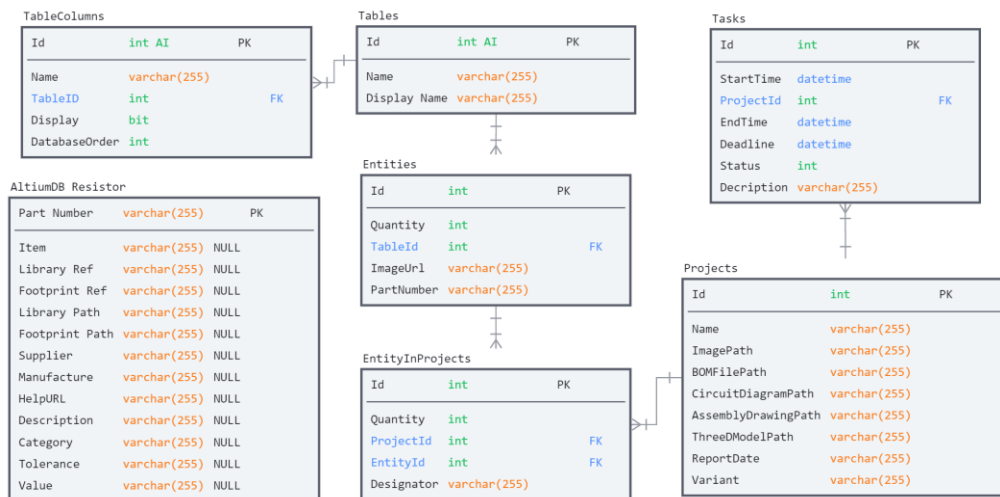 TableColumns
Id int AI PK
Name varchar(255)
TableID int FK
Display bit
DatabaseOrder int
Tables
Id int AI PK
Name varchar(255)
Display Name varchar(255)
Tasks
Id int PK
StartTime datetime
ProjectId int FK
EndTime datetime
Deadline datetime
Status int
Decription varchar(255)
AltiumDB Resistor
Part Number varchar(255) PK
Item varchar(255) NULL
Library Ref varchar(255) NULL
Footprint Ref varchar(255) NULL
Library Path varchar(255) NULL
Footprint Path varchar(255) NULL
Supplier varchar(255) NULL
Manufacture varchar(255) NULL
HelpURL varchar(255) NULL
Description varchar(255) NULL
Category varchar(255) NULL
Tolerance varchar(255) NULL
Value varchar(255) NULL
Entities
Id int PK
Quantity int
TableId int FK
ImageUrl varchar(255)
PartNumber varchar(255)
EntityInProjects
Id int PK
Quantity int
ProjectId int FK
EntityId int FK
Designator varchar(255)
Projects
Id int PK
Name varchar(255)
ImagePath varchar(255)
BOMFilePath varchar(255)
CircuitDiagramPath varchar(255)
AssemblyDrawingPath varchar(255)
ThreeDModelPath varchar(255)
ReportDate varchar(255)
Variant varchar(255)